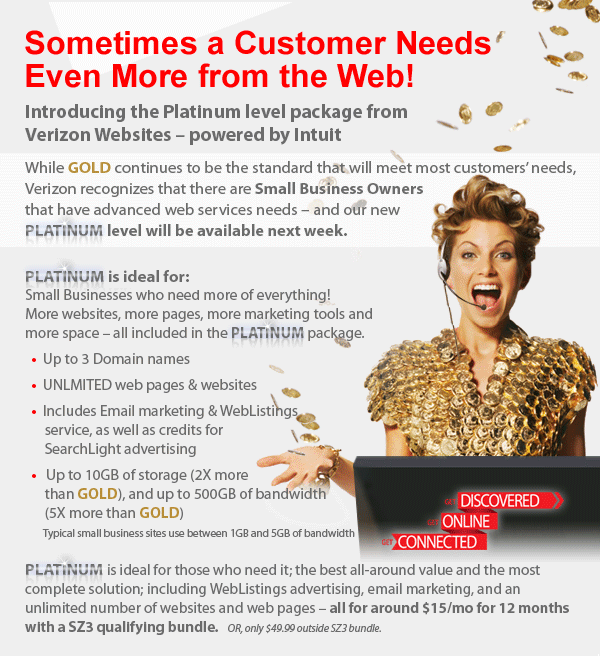 Sometimes a Customer Needs
Even More from the Web!
Introducing the Platinum level package from
Verizon Websites – powered by Intuit
While GOLD continues to be the standard that will meet most customers' needs,
Verizon recognizes that there are Small Business Owners
that have advanced web services needs – and our new
PLATINUM level will be available next week.
PLATINUM is ideal for:
Small Businesses who need more of everything!
More websites, more pages, more marketing tools and
more space – all included in the PLATINUM package.
• Up to 3 Domain names
• UNLMITED web pages & websites
• Includes Email marketing & WebListings
service, as well as credits for
SearchLight advertising
• Up to 10GB of storage (2X more
than GOLD), and up to 500GB of bandwidth
(5X more than GOLD)
Typical small business sites use between 1GB and 5GB of bandwidth
GET DISCOVERED
GET ONLINE
GET CONNECTED
PLATINUM is ideal for those who need it; the best all-around value and the most
complete solution; including WebListings advertising, email marketing, and an
unlimited number of websites and web pages – all for around $15/mo for 12 months
with a SZ3 qualifying bundle. OR, only $49.99 outside SZ3 bundle.